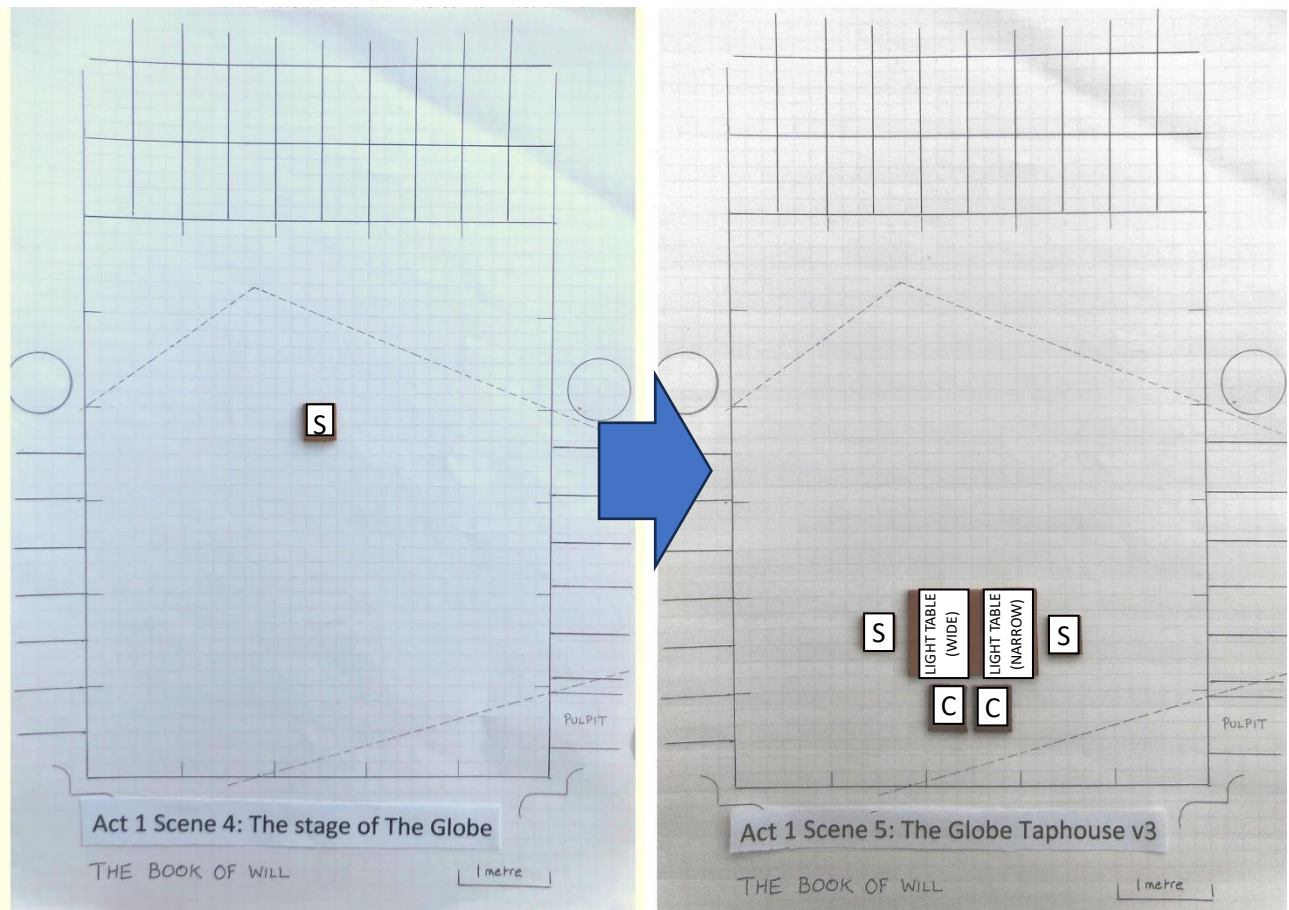 S
PULPIT
Act 1 Scene 4: The stage of The Globe
THE BOOK OF WILL
1 metre
S
LIGHT TABLE
(WIDE)
LIGHT TABLE
(NARROW)
S
C
C
PULPIT
Act 1 Scene 5: The Globe Taphouse v3
THE BOOK OF WILL
1 metre